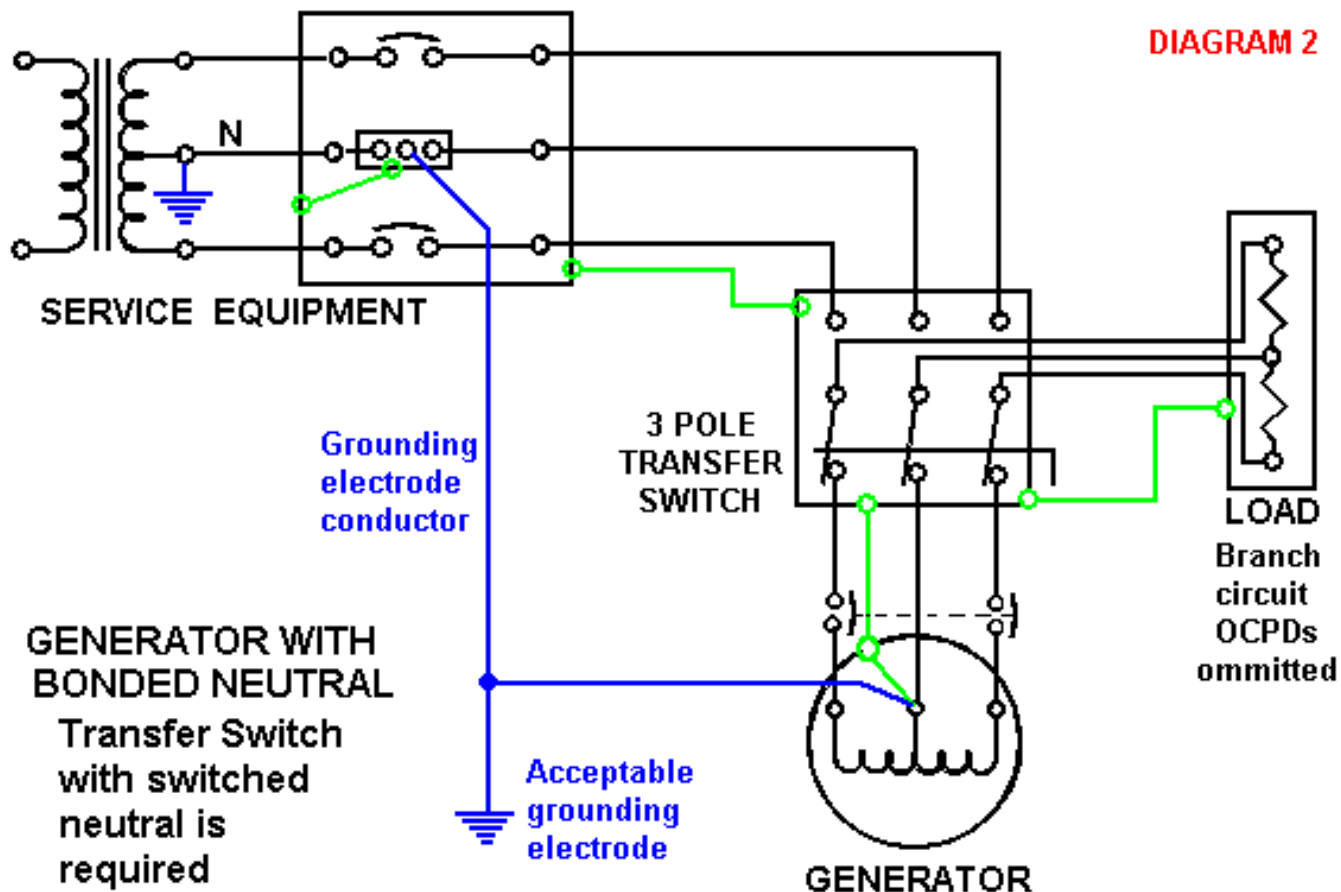 DIAGRAM 2
N
SERVICE EQUIPMENT
3 POLE
TRANSFER
SWITCH
LOAD
Branch
circuit
OCPDs
ommitted
Grounding
electrode
conductor
GENERATOR WITH
BONDED NEUTRAL
Transfer Switch
with switched
neutral is
required
Acceptable
grounding
electrode
GENERATOR